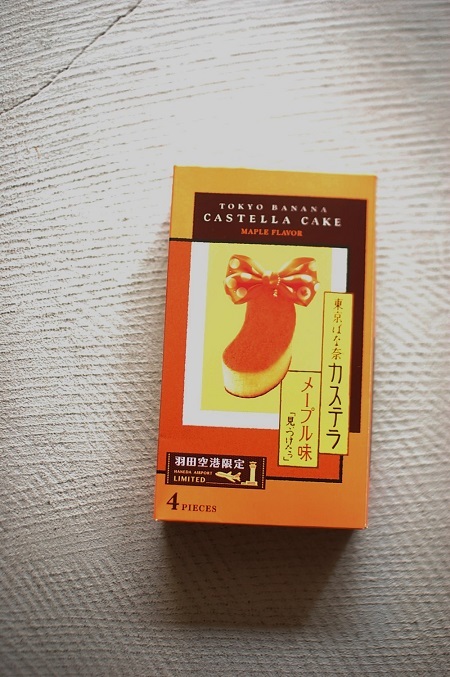 TOKYO BANANA
CASTELLA CAKE
MAPLE FLAVOR
東京ばな奈カステラ
メープル味
「見ぃつけたっ」
羽田空港限定
HANEDA AIRPORT
LIMITED
4 PIECES